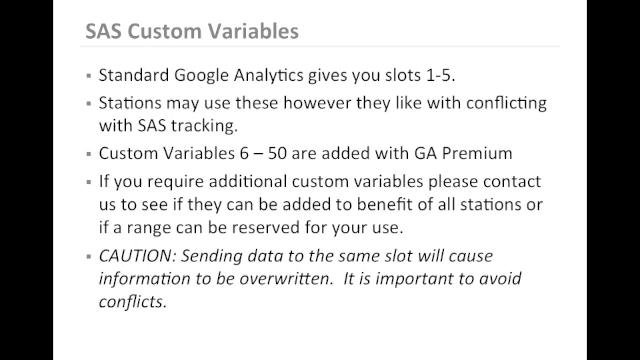 SAS Custom Variables
Standard Google Analytics gives you slots 1-5.
Stations may use these however they like with conflicting
with SAS tracking.
Custom Variables 6 – 50 are added with GA Premium
If you require additional custom variables please contact
us to see if they can be added to benefit of all stations or
if a range can be reserved for your use.
CAUTION: Sending data to the same slot will cause
information to be overwritten.  It is important to avoid
conflicts.